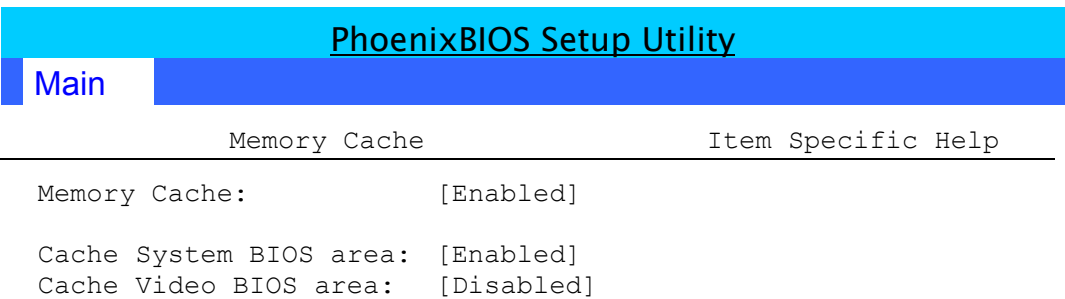 PhoenixBIOS Setup Utility
Main
Memory Cache Item Specific Help
Memory Cache: [Enabled]
Cache System BIOS area: [Enabled]
Cache Video BIOS area: [Disabled]